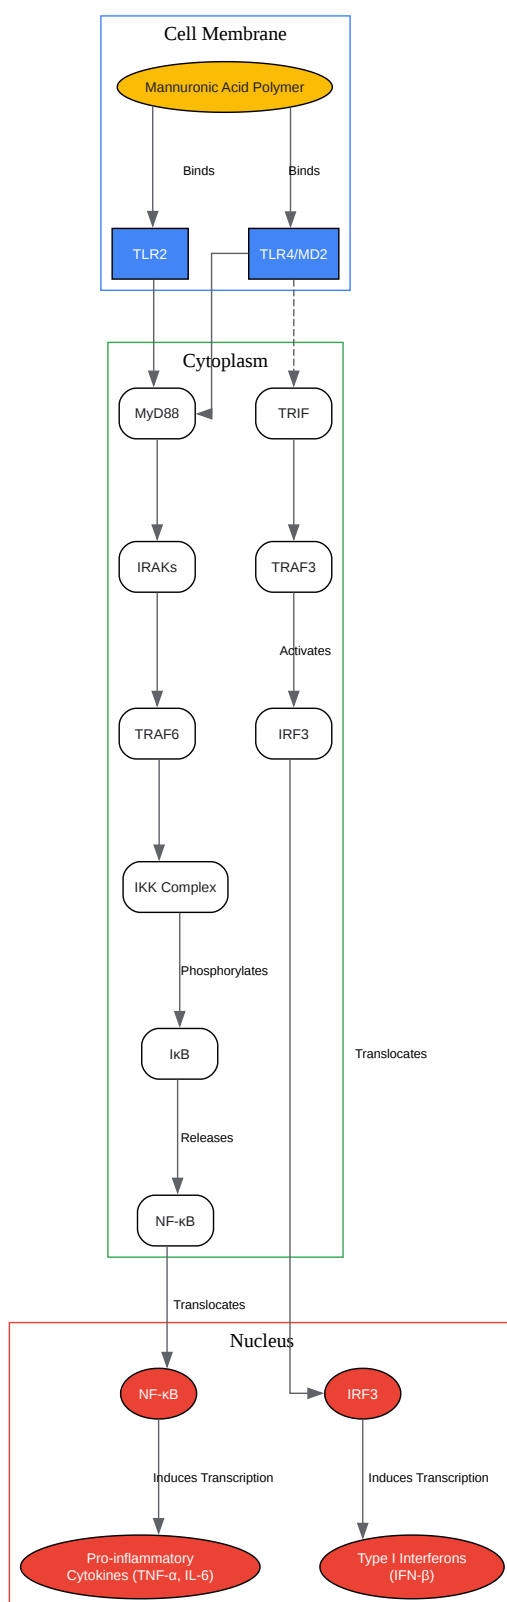 Cell Membrane
Mannuronic Acid Polymer
Binds
Binds
TLR2
TLR4/MD2
Cytoplasm
MyD88
TRIF
IRAKs
TRAF3
Activates
TRAF6
IRF3
IKK Complex
Phosphorylates
IκB
Translocates
Releases
NF-κB
Translocates
Nucleus
NF-κB
IRF3
Induces Transcription
Induces Transcription
Pro-inflammatory
Cytokines (TNF-α, IL-6)
Type I Interferons
(IFN-β)